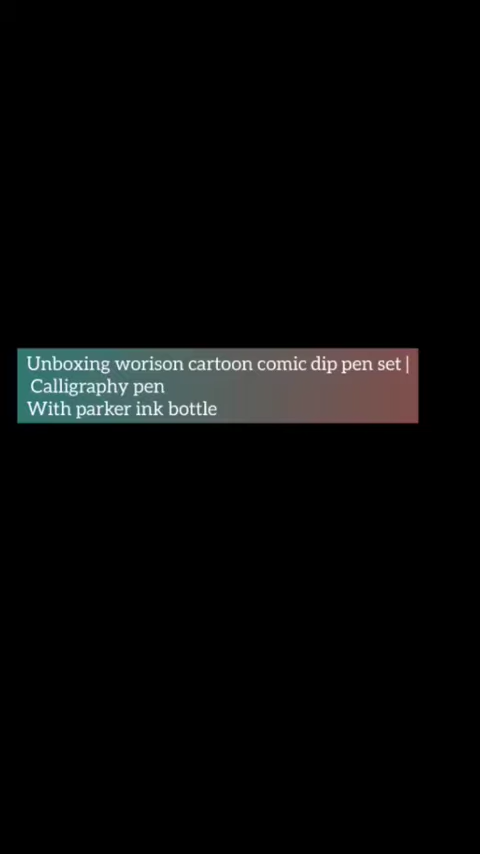 Unboxing worison cartoon comic dip pen set |
Calligraphy pen
With parker ink bottle